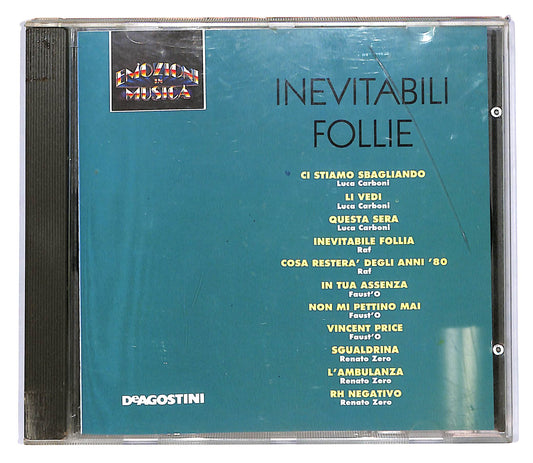 EMOZIONI
IN
MUSICA
INEVITABILI
FOLLIE
CI STIAMO SBAGLIANDO
Luca Carboni
LI VEDI
Luca Carboni
QUESTA SERA
Luca Carboni
INEVITABILE FOLLIA
Raf
COSA RESTERA' DEGLI ANNI '80
Raf
IN TUA ASSENZA
Faust'O
NON MI PETTINO MAI
Faust'O
VINCENT PRICE
Faust'O
SGUALDRINA
Renato Zero
L'AMBULANZA
Renato Zero
RH NEGATIVO
Renato Zero
DeAGOSTINI